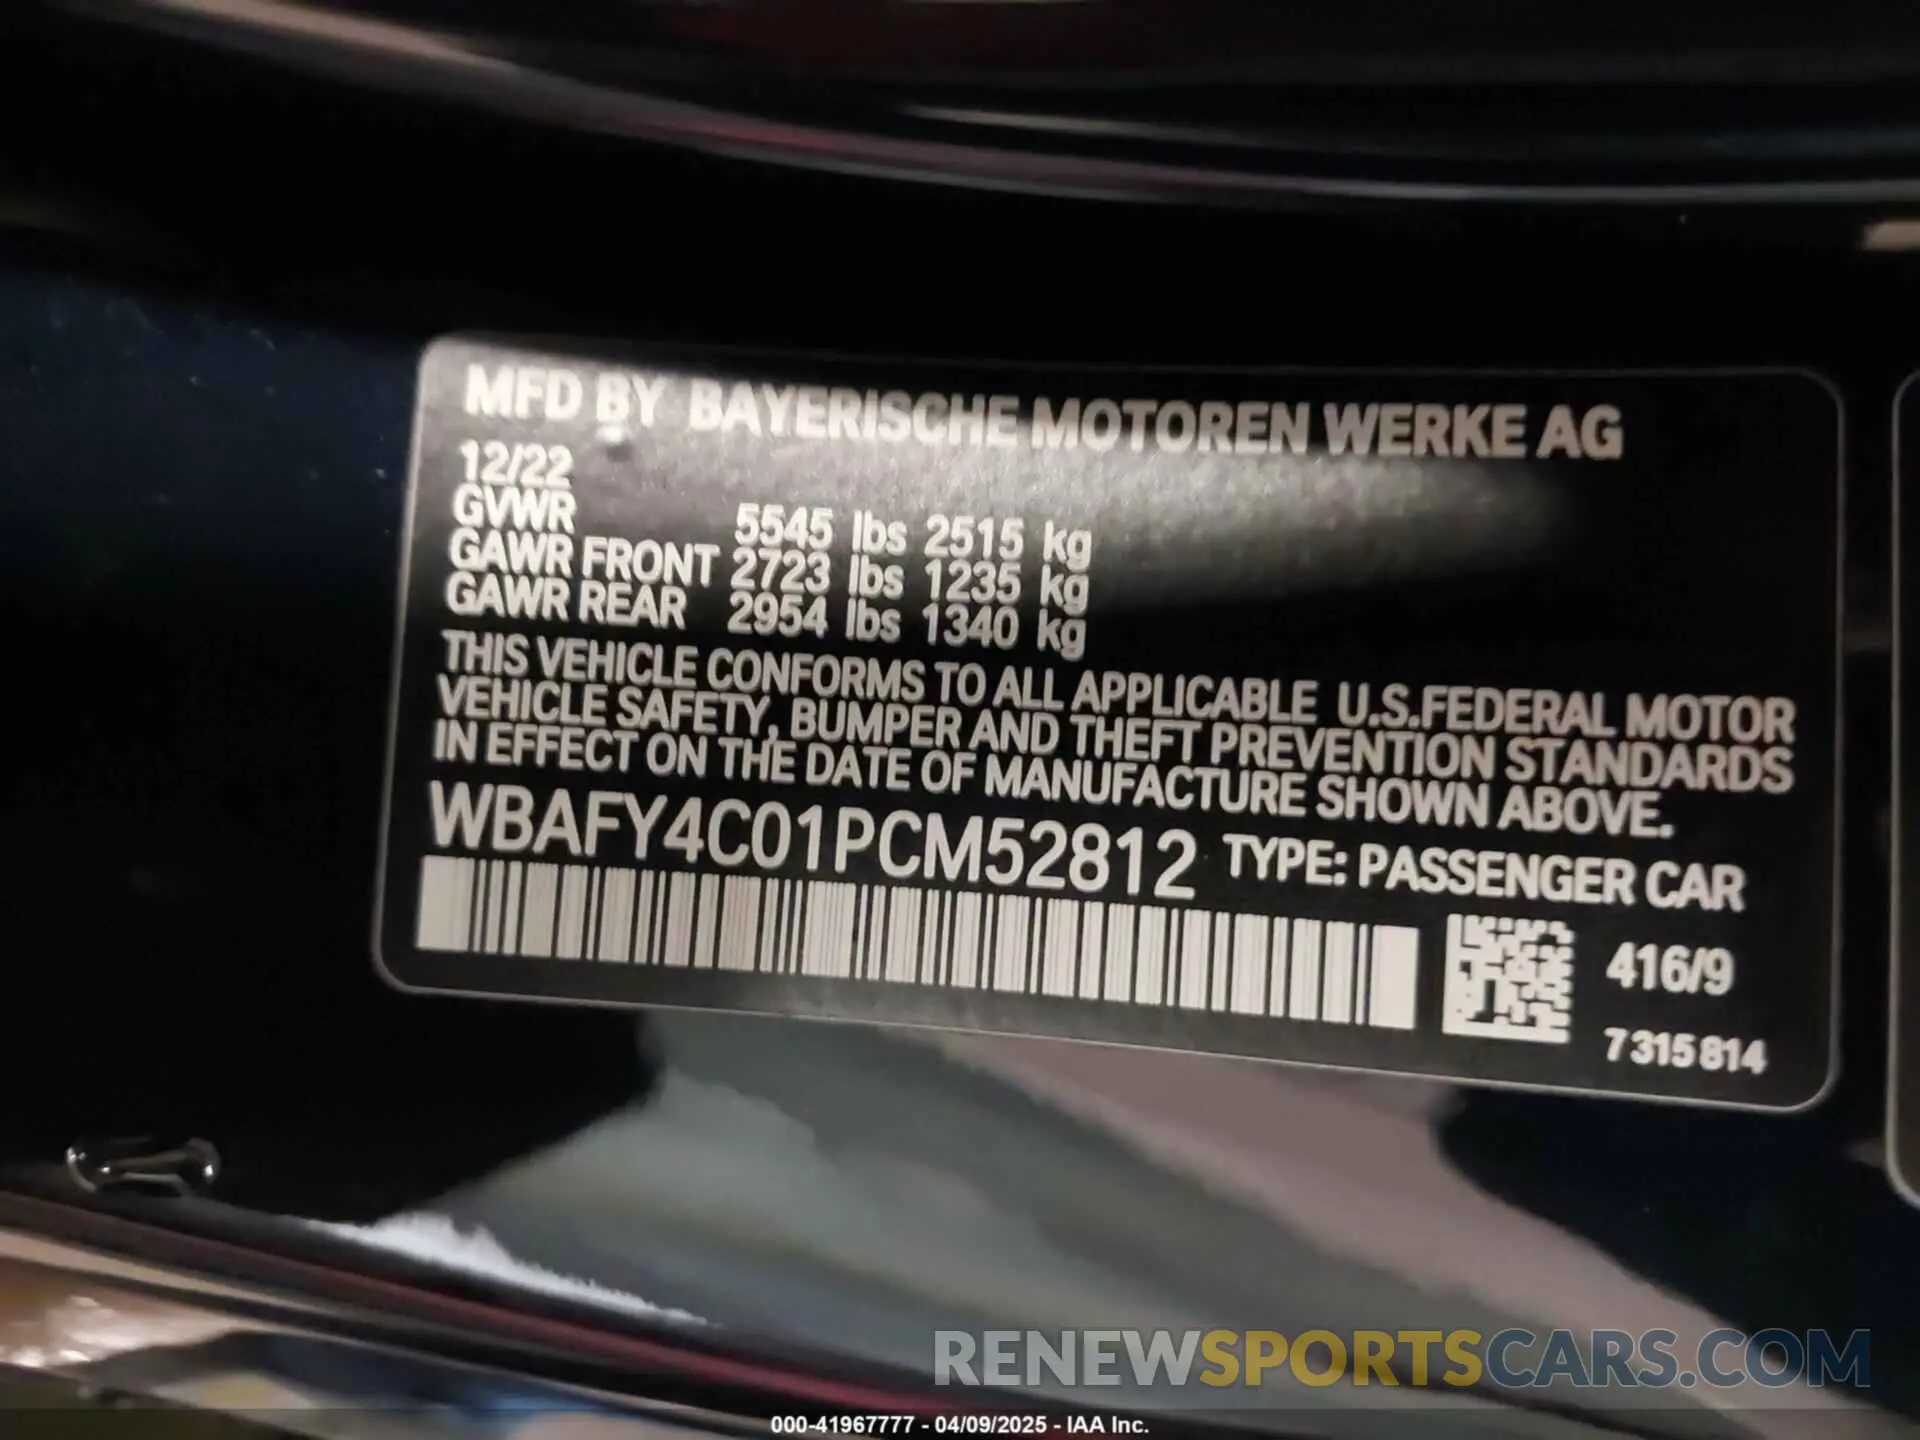 MFD BY BAYERISCHE MOTOREN WERKE AG
12/22
GVWR 5545 lbs 2515 kg
GAWR FRONT 2723 lbs 1235 kg
GAWR REAR 2954 lbs 1340 kg
THIS VEHICLE CONFORMS TO ALL APPLICABLE U.S.FEDERAL MOTOR
VEHICLE SAFETY, BUMPER AND THEFT PREVENTION STANDARDS
IN EFFECT ON THE DATE OF MANUFACTURE SHOWN ABOVE.
WBAFY4C01PCM52812 TYPE: PASSENGER CAR
416/9
7315814
RENEWSPORTSCARS.COM
000-41967777 - 04/09/2025 - IAA Inc.